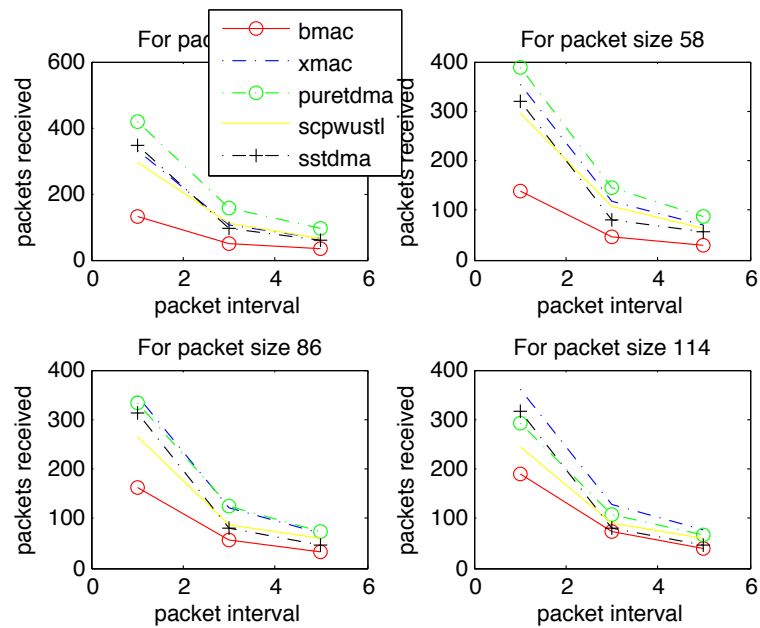 For pac
bmac
xmac
puretdma
scpwustl
sstdma
600
400
200
0
packets received
0 2 4 6
packet interval
For packet size 58
400
300
200
100
0
packets received
0 2 4 6
packet interval
For packet size 86
400
300
200
100
0
packets received
0 2 4 6
packet interval
For packet size 114
400
300
200
100
0
packets received
0 2 4 6
packet interval